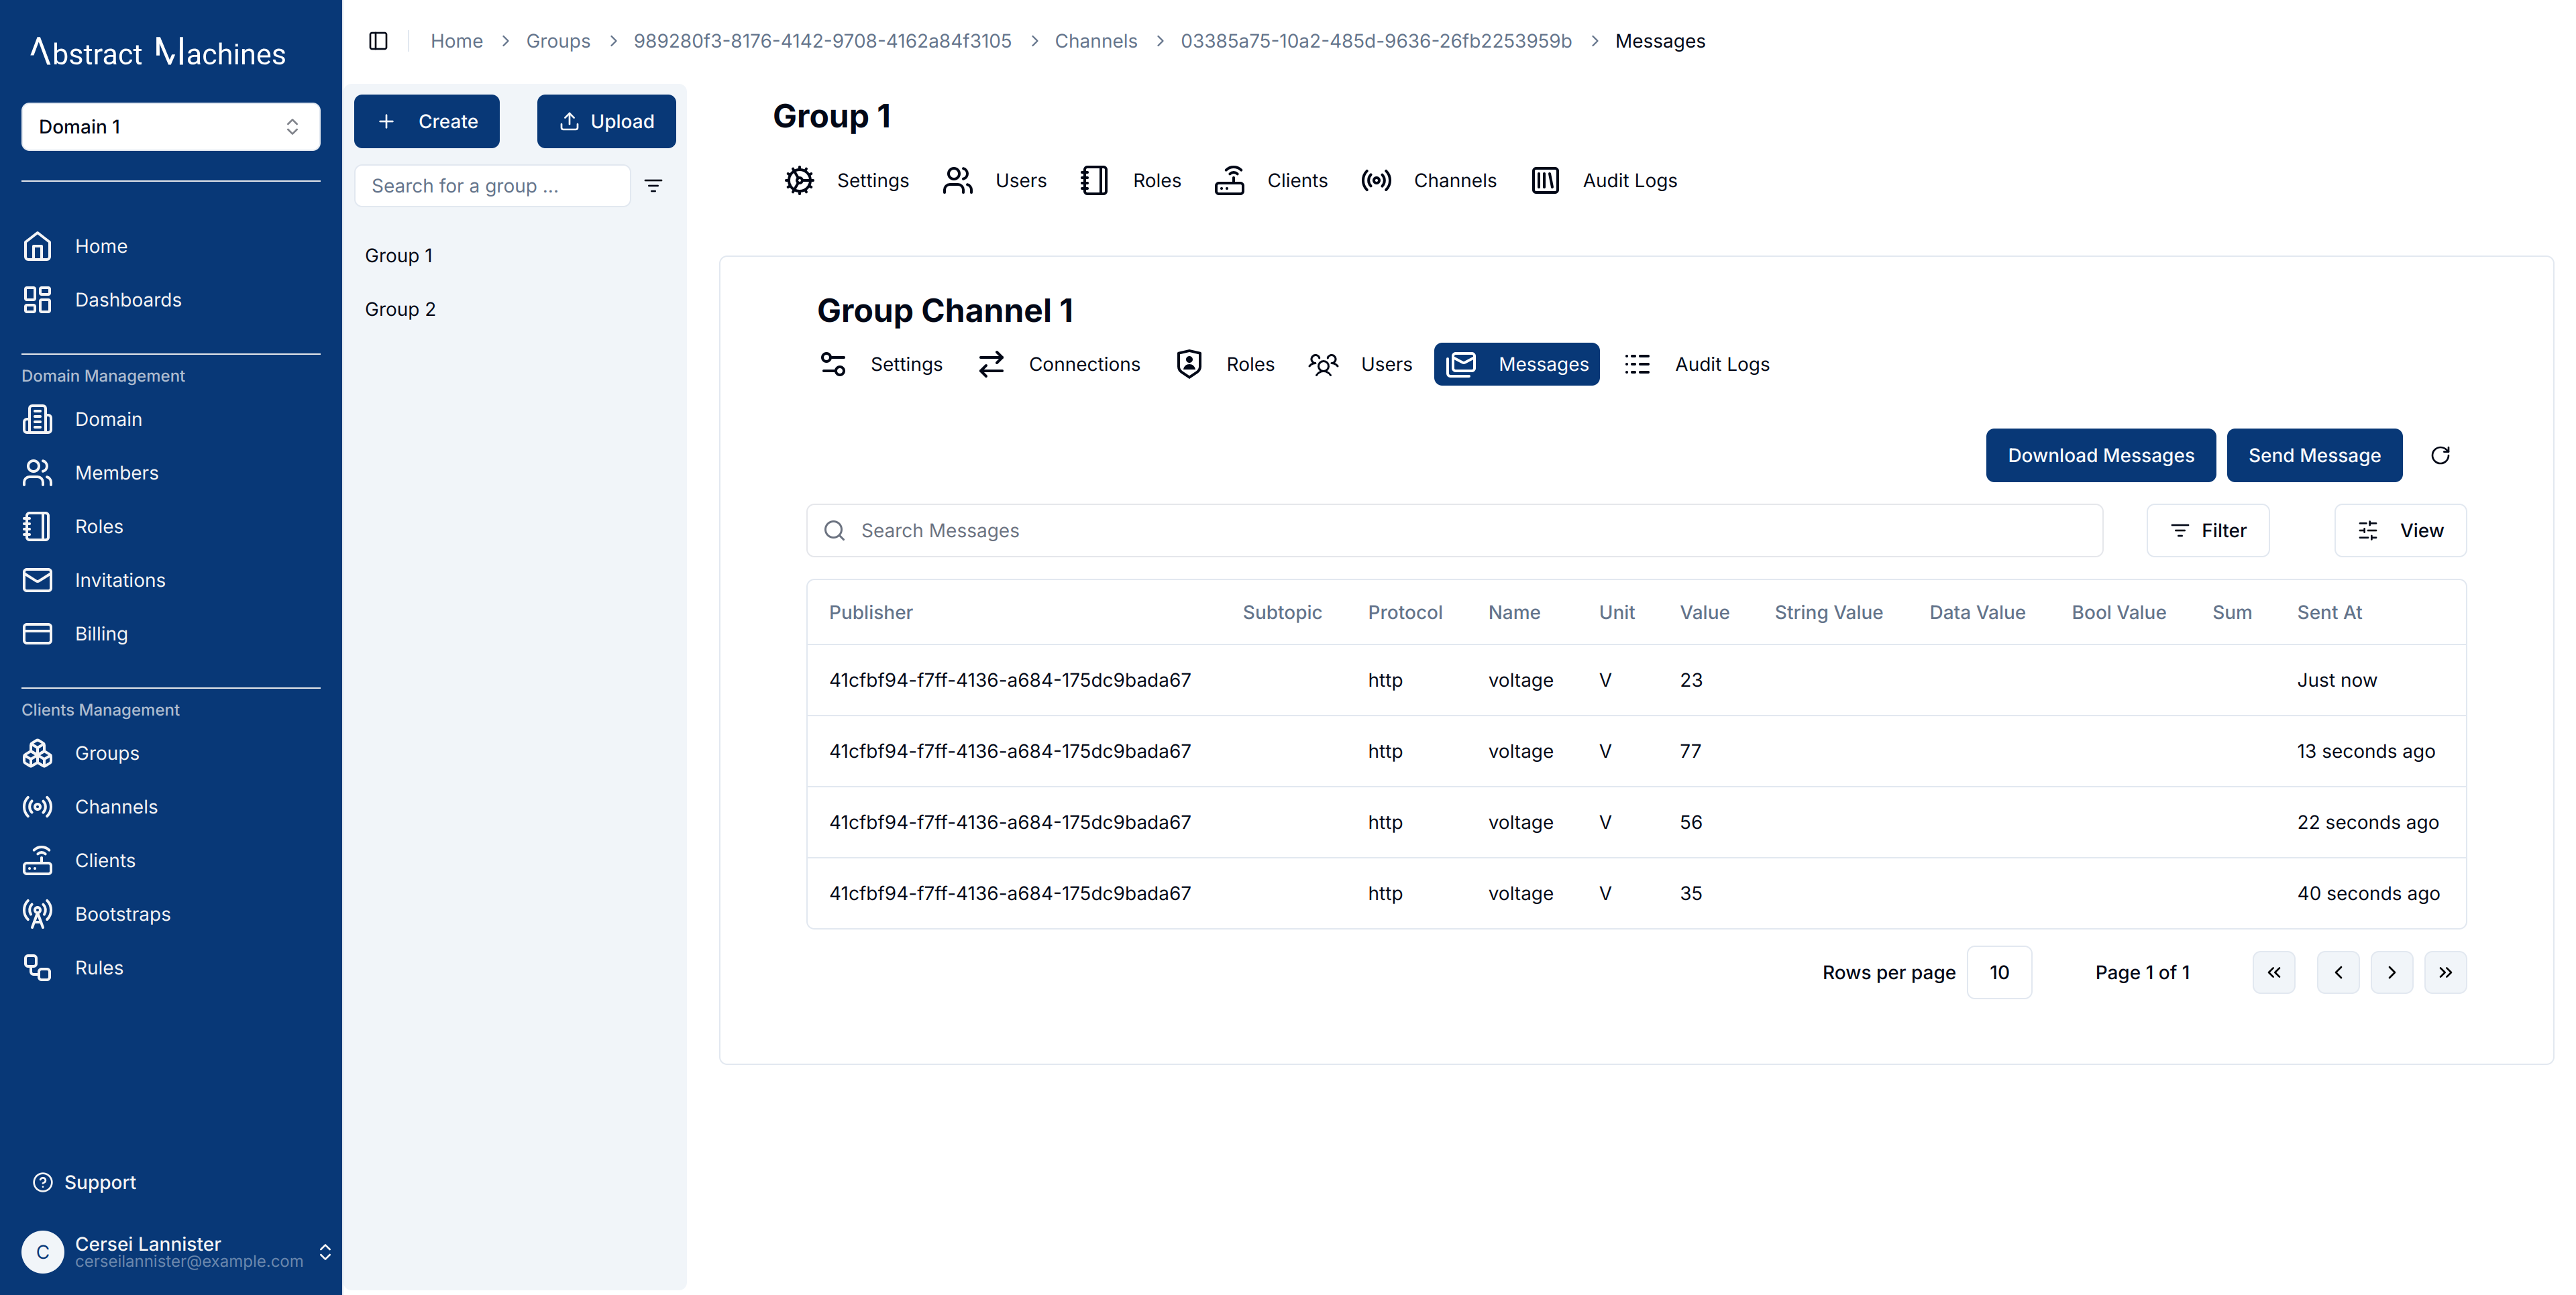 Abstract Machines
Domain 1
Home
Dashboards
Domain Management
Domain
Members
Roles
Invitations
Billing
Clients Management
Groups
Channels
Clients
Bootstraps
Rules
Support
C
Cersei Lannister
cerseilannister@example.com
Home > Groups > 989280f3-8176-4142-9708-4162a84f3105 > Channels > 03385a75-10a2-485d-9636-26fb2253959b > Messages
+ Create Upload
Search for a group ...
Group 1
Group 2
Group 1
Settings Users Roles Clients Channels Audit Logs
Group Channel 1
Settings Connections Roles Users Messages Audit Logs
Download Messages Send Message
Search Messages Filter View
Publisher Subtopic Protocol Name Unit Value String Value Data Value Bool Value Sum Sent At
41cfbf94-f7ff-4136-a684-175dc9bada67 http voltage V 23 Just now
41cfbf94-f7ff-4136-a684-175dc9bada67 http voltage V 77 13 seconds ago
41cfbf94-f7ff-4136-a684-175dc9bada67 http voltage V 56 22 seconds ago
41cfbf94-f7ff-4136-a684-175dc9bada67 http voltage V 35 40 seconds ago
Rows per page 10 Page 1 of 1